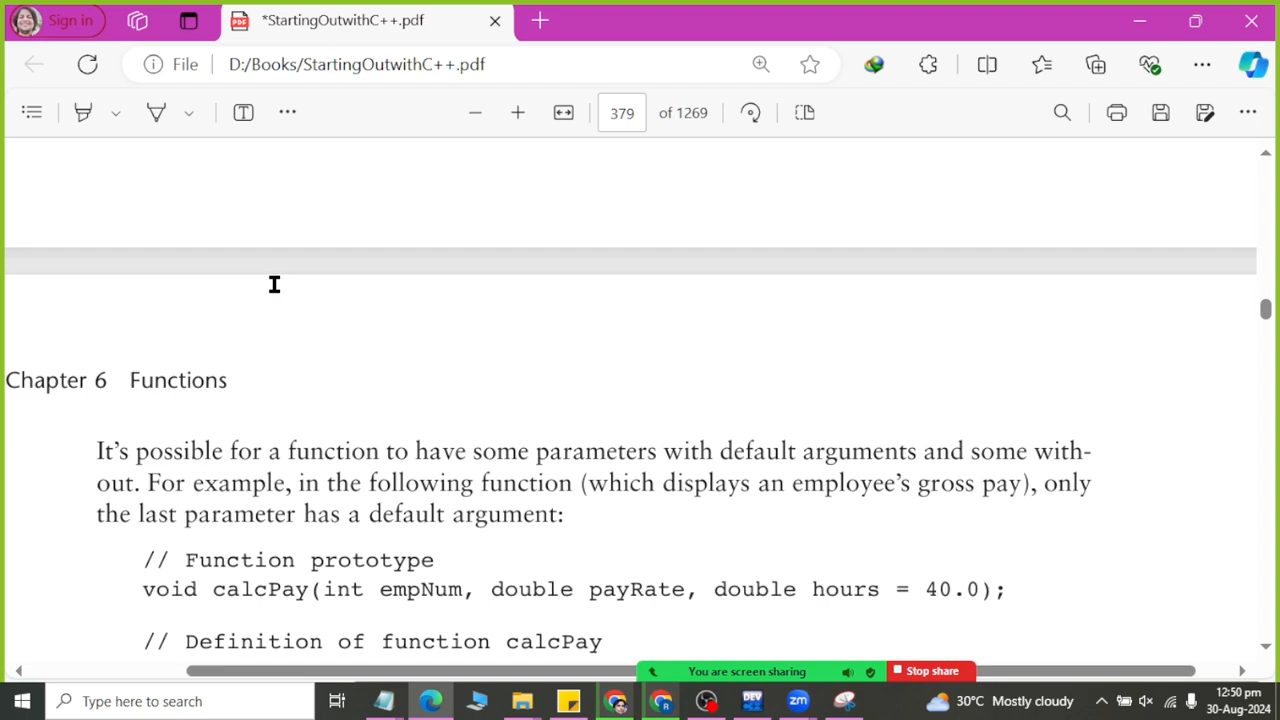 Sign in
*StartingOutwithC++.pdf
File
D:/Books/StartingOutwithC++.pdf
379 of 1269
Chapter 6 Functions
It's possible for a function to have some parameters with default arguments and some with-
out. For example, in the following function (which displays an employee's gross pay), only
the last parameter has a default argument:
// Function prototype
void calcPay(int empNum, double payRate, double hours = 40.0);
// Definition of function calcPay
You are screen sharing
Stop share
Type here to search
DEV
zm
30°C Mostly cloudy
12:50 pm
30-Aug-2024